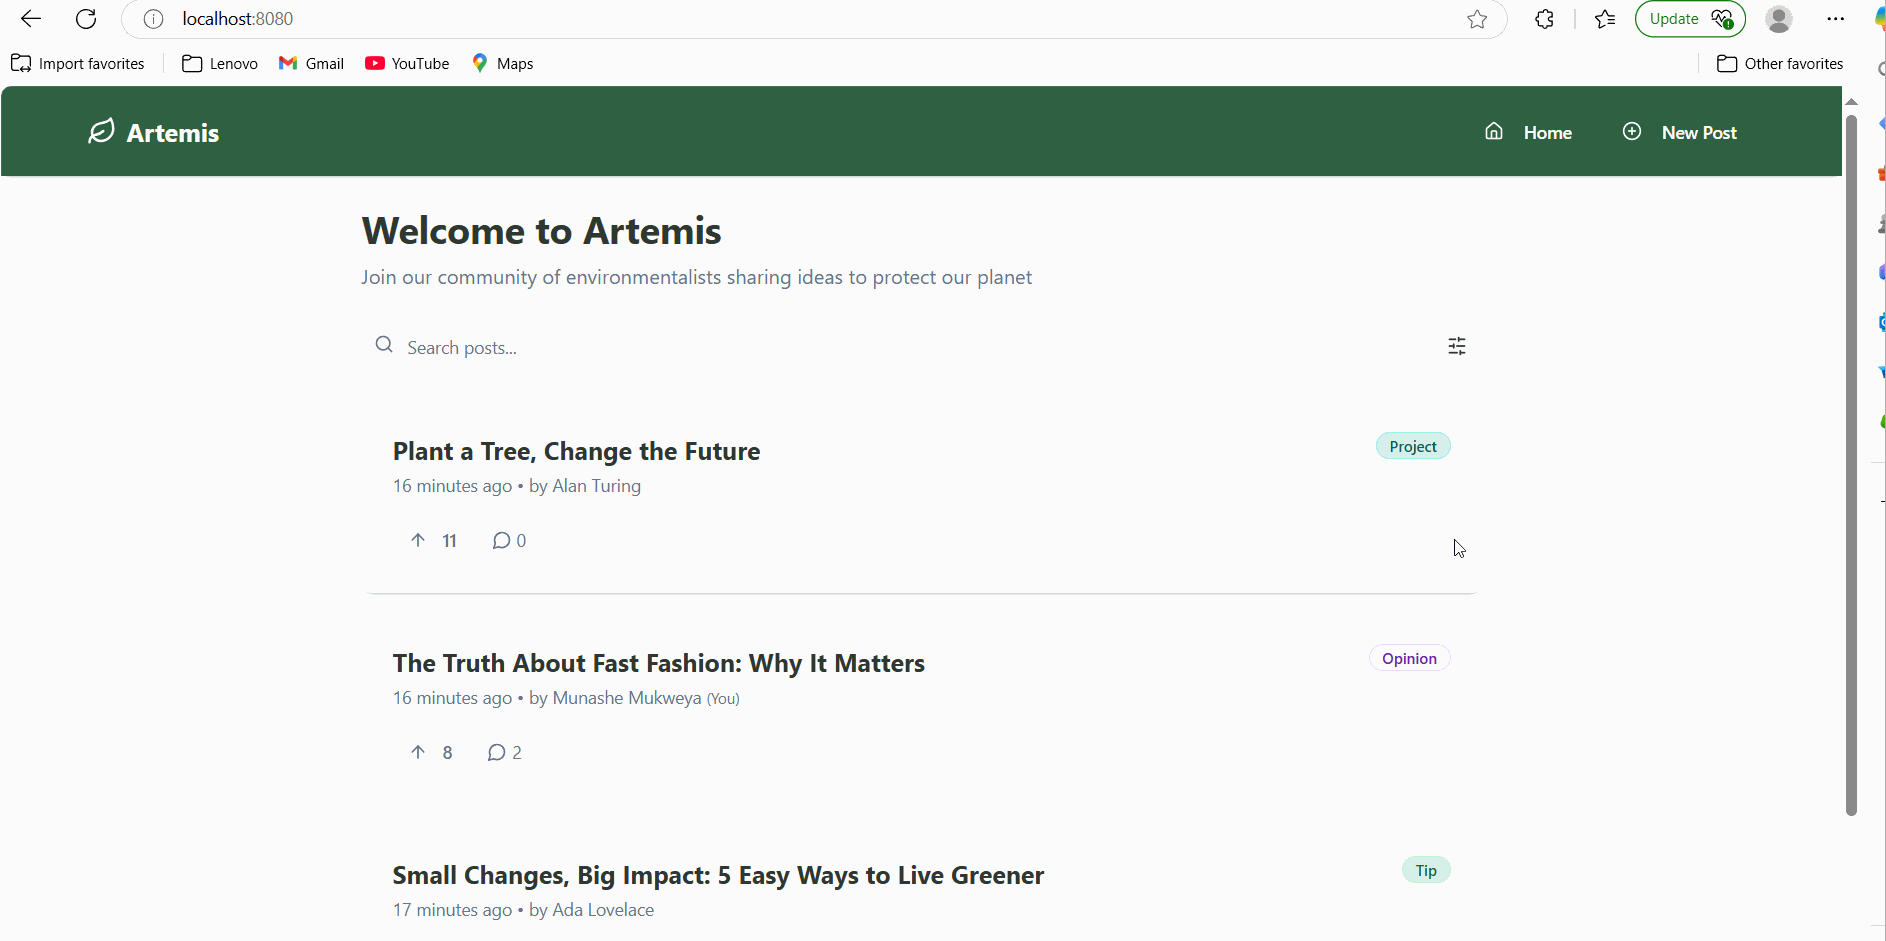 localhost:8080
Update
Import favorites
Lenovo
Gmail
YouTube
Maps
Other favorites
Artemis
Home
New Post
Welcome to Artemis
Join our community of environmentalists sharing ideas to protect our planet
Search posts...
Plant a Tree, Change the Future
Project
16 minutes ago • by Alan Turing
11
0
The Truth About Fast Fashion: Why It Matters
Opinion
16 minutes ago • by Munashe Mukweya (You)
8
2
Small Changes, Big Impact: 5 Easy Ways to Live Greener
Tip
17 minutes ago • by Ada Lovelace